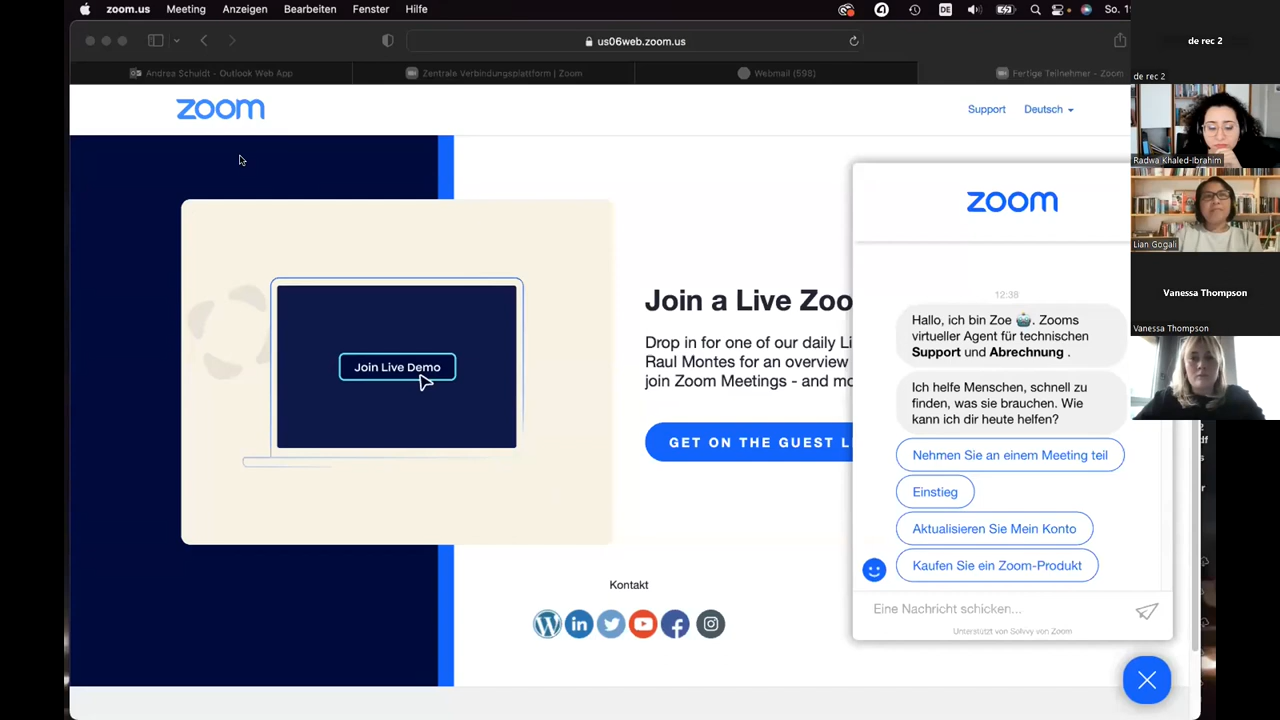 zoom.us Meeting Anzeigen Bearbeiten Fenster Hilfe
DE
So. 1
us06web.zoom.us
Andrea Schuldt - Outlook Web App
Zentrale Verbindungsplattform | Zoom
Webmail (598)
Fertige Teilnehmer - Zoom
zoom
Support
Deutsch
Join Live Demo
Join a Live Zoo
Drop in for one of our daily Li
Raul Montes for an overview
join Zoom Meetings - and mo
GET ON THE GUEST L
Kontakt
zoom
12:38
Hallo, ich bin Zoe 🤖. Zooms
virtueller Agent für technischen
Support und Abrechnung .
Ich helfe Menschen, schnell zu
finden, was sie brauchen. Wie
kann ich dir heute helfen?
Nehmen Sie an einem Meeting teil
Einstieg
Aktualisieren Sie Mein Konto
Kaufen Sie ein Zoom-Produkt
Eine Nachricht schicken...
Unterstützt von Solvvy von Zoom
de rec 2
de rec 2
Radwa Khaled-Ibrahim
Lian Gogali
Vanessa Thompson
Vanessa Thompson